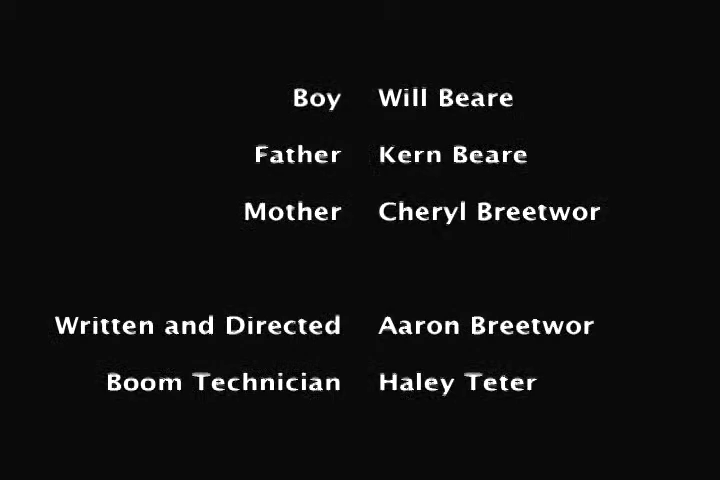 Boy Will Beare
Father Kern Beare
Mother Cheryl Breetwor
Written and Directed Aaron Breetwor
Boom Technician Haley Teter